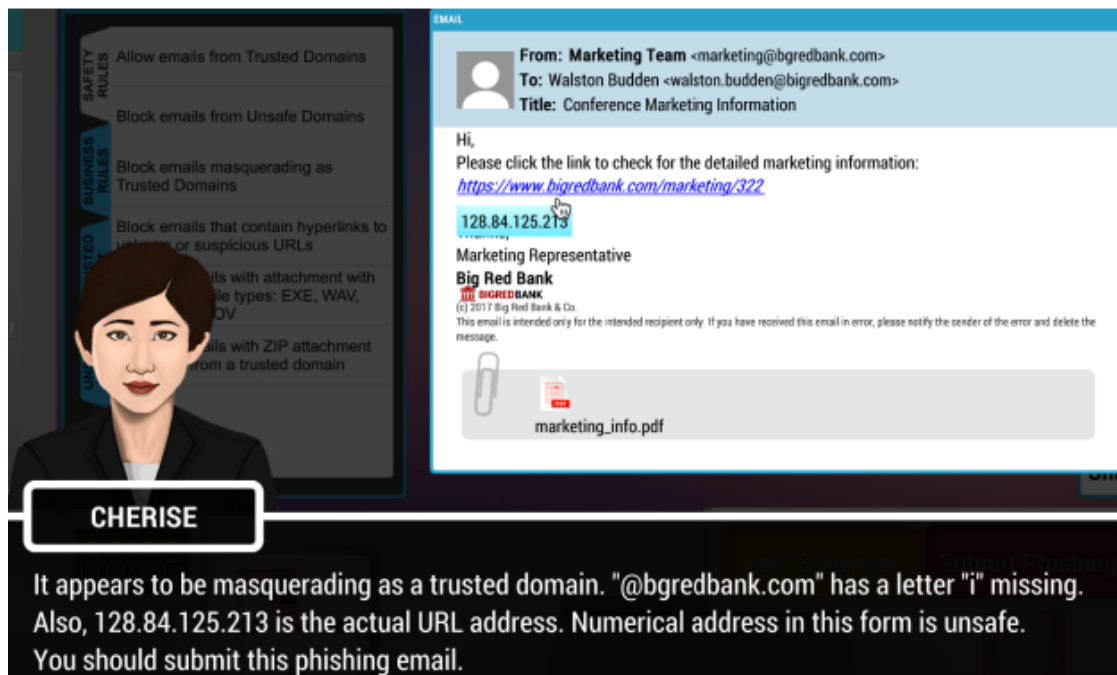 EMAIL
SAFETY RULES
Allow emails from Trusted Domains
Block emails from Unsafe Domains
BUSINESS RULES
Block emails masquerading as
Trusted Domains
Block emails that contain hyperlinks to
or suspicious URLs
ils with attachment with
ile types: EXE, WAV,
OV
ails with ZIP attachment
from a trusted domain
From: Marketing Team <marketing@bgredbank.com>
To: Walston Budden <walston.budden@bigredbank.com>
Title: Conference Marketing Information
Hi,
Please click the link to check for the detailed marketing information:
https://www.bigredbank.com/marketing/322
128.84.125.213
Marketing Representative
Big Red Bank
BIGREDBANK
(c) 2017 Big Red Bank & Co.
This email is intended only for the intended recipient only. If you have received this email in error, please notify the sender of the error and delete the
message.
marketing_info.pdf
Submit Phishing
CHERISE
It appears to be masquerading as a trusted domain. "@bgredbank.com" has a letter "i" missing.
Also, 128.84.125.213 is the actual URL address. Numerical address in this form is unsafe.
You should submit this phishing email.